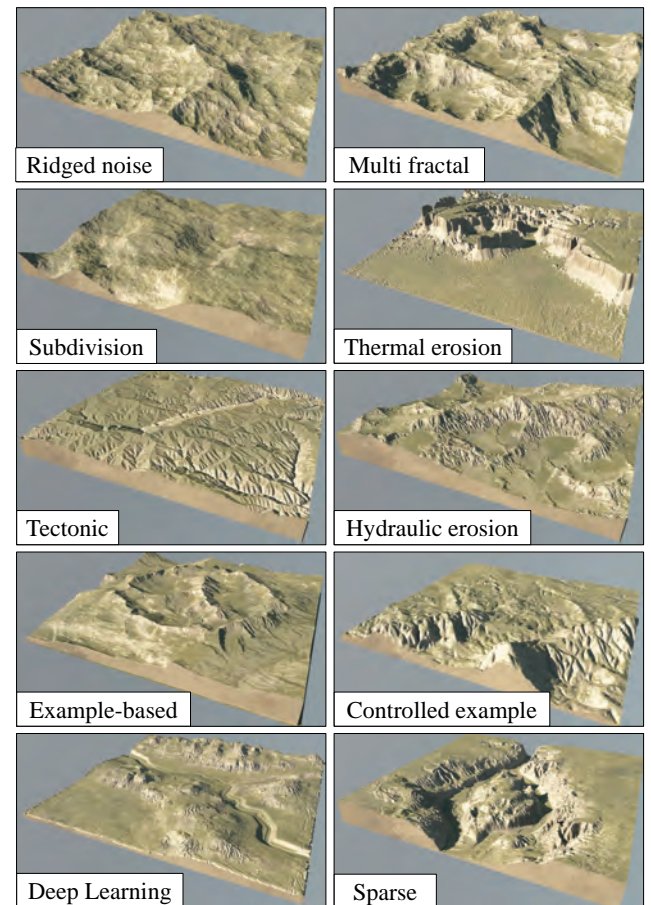 Ridged noise
Multi fractal
Subdivision
Thermal erosion
Tectonic
Hydraulic erosion
Example-based
Controlled example
Deep Learning
Sparse